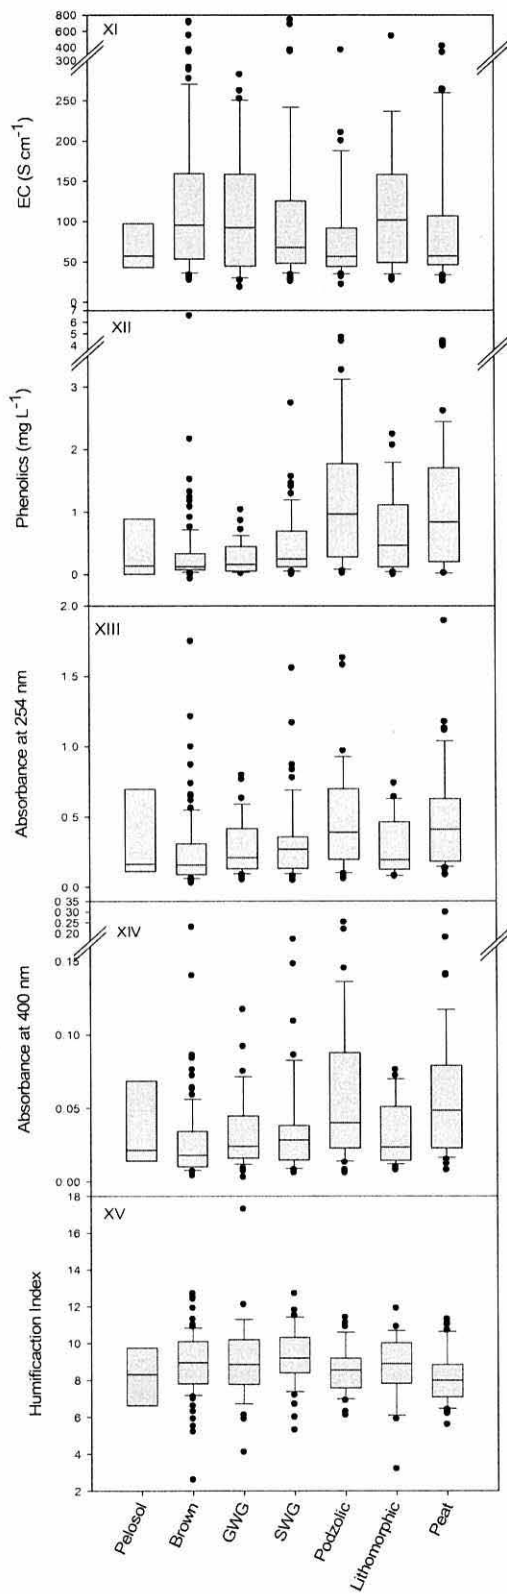 XI
800
600
400
300
250
200
150
100
50
0
EC (S cm⁻¹)
XII
7
6
5
4
3
2
1
0
Phenolics (mg L⁻¹)
XIII
2.0
1.5
1.0
0.5
0.0
Absorbance at 254 nm
XIV
0.35
0.30
0.25
0.20
0.15
0.10
0.05
0.00
Absorbance at 400 nm
XV
18
16
14
12
10
8
6
4
2
Humificaction Index
Pelosol
Brown
GWG
SWG
Podzolic
Lithomorphic
Peat